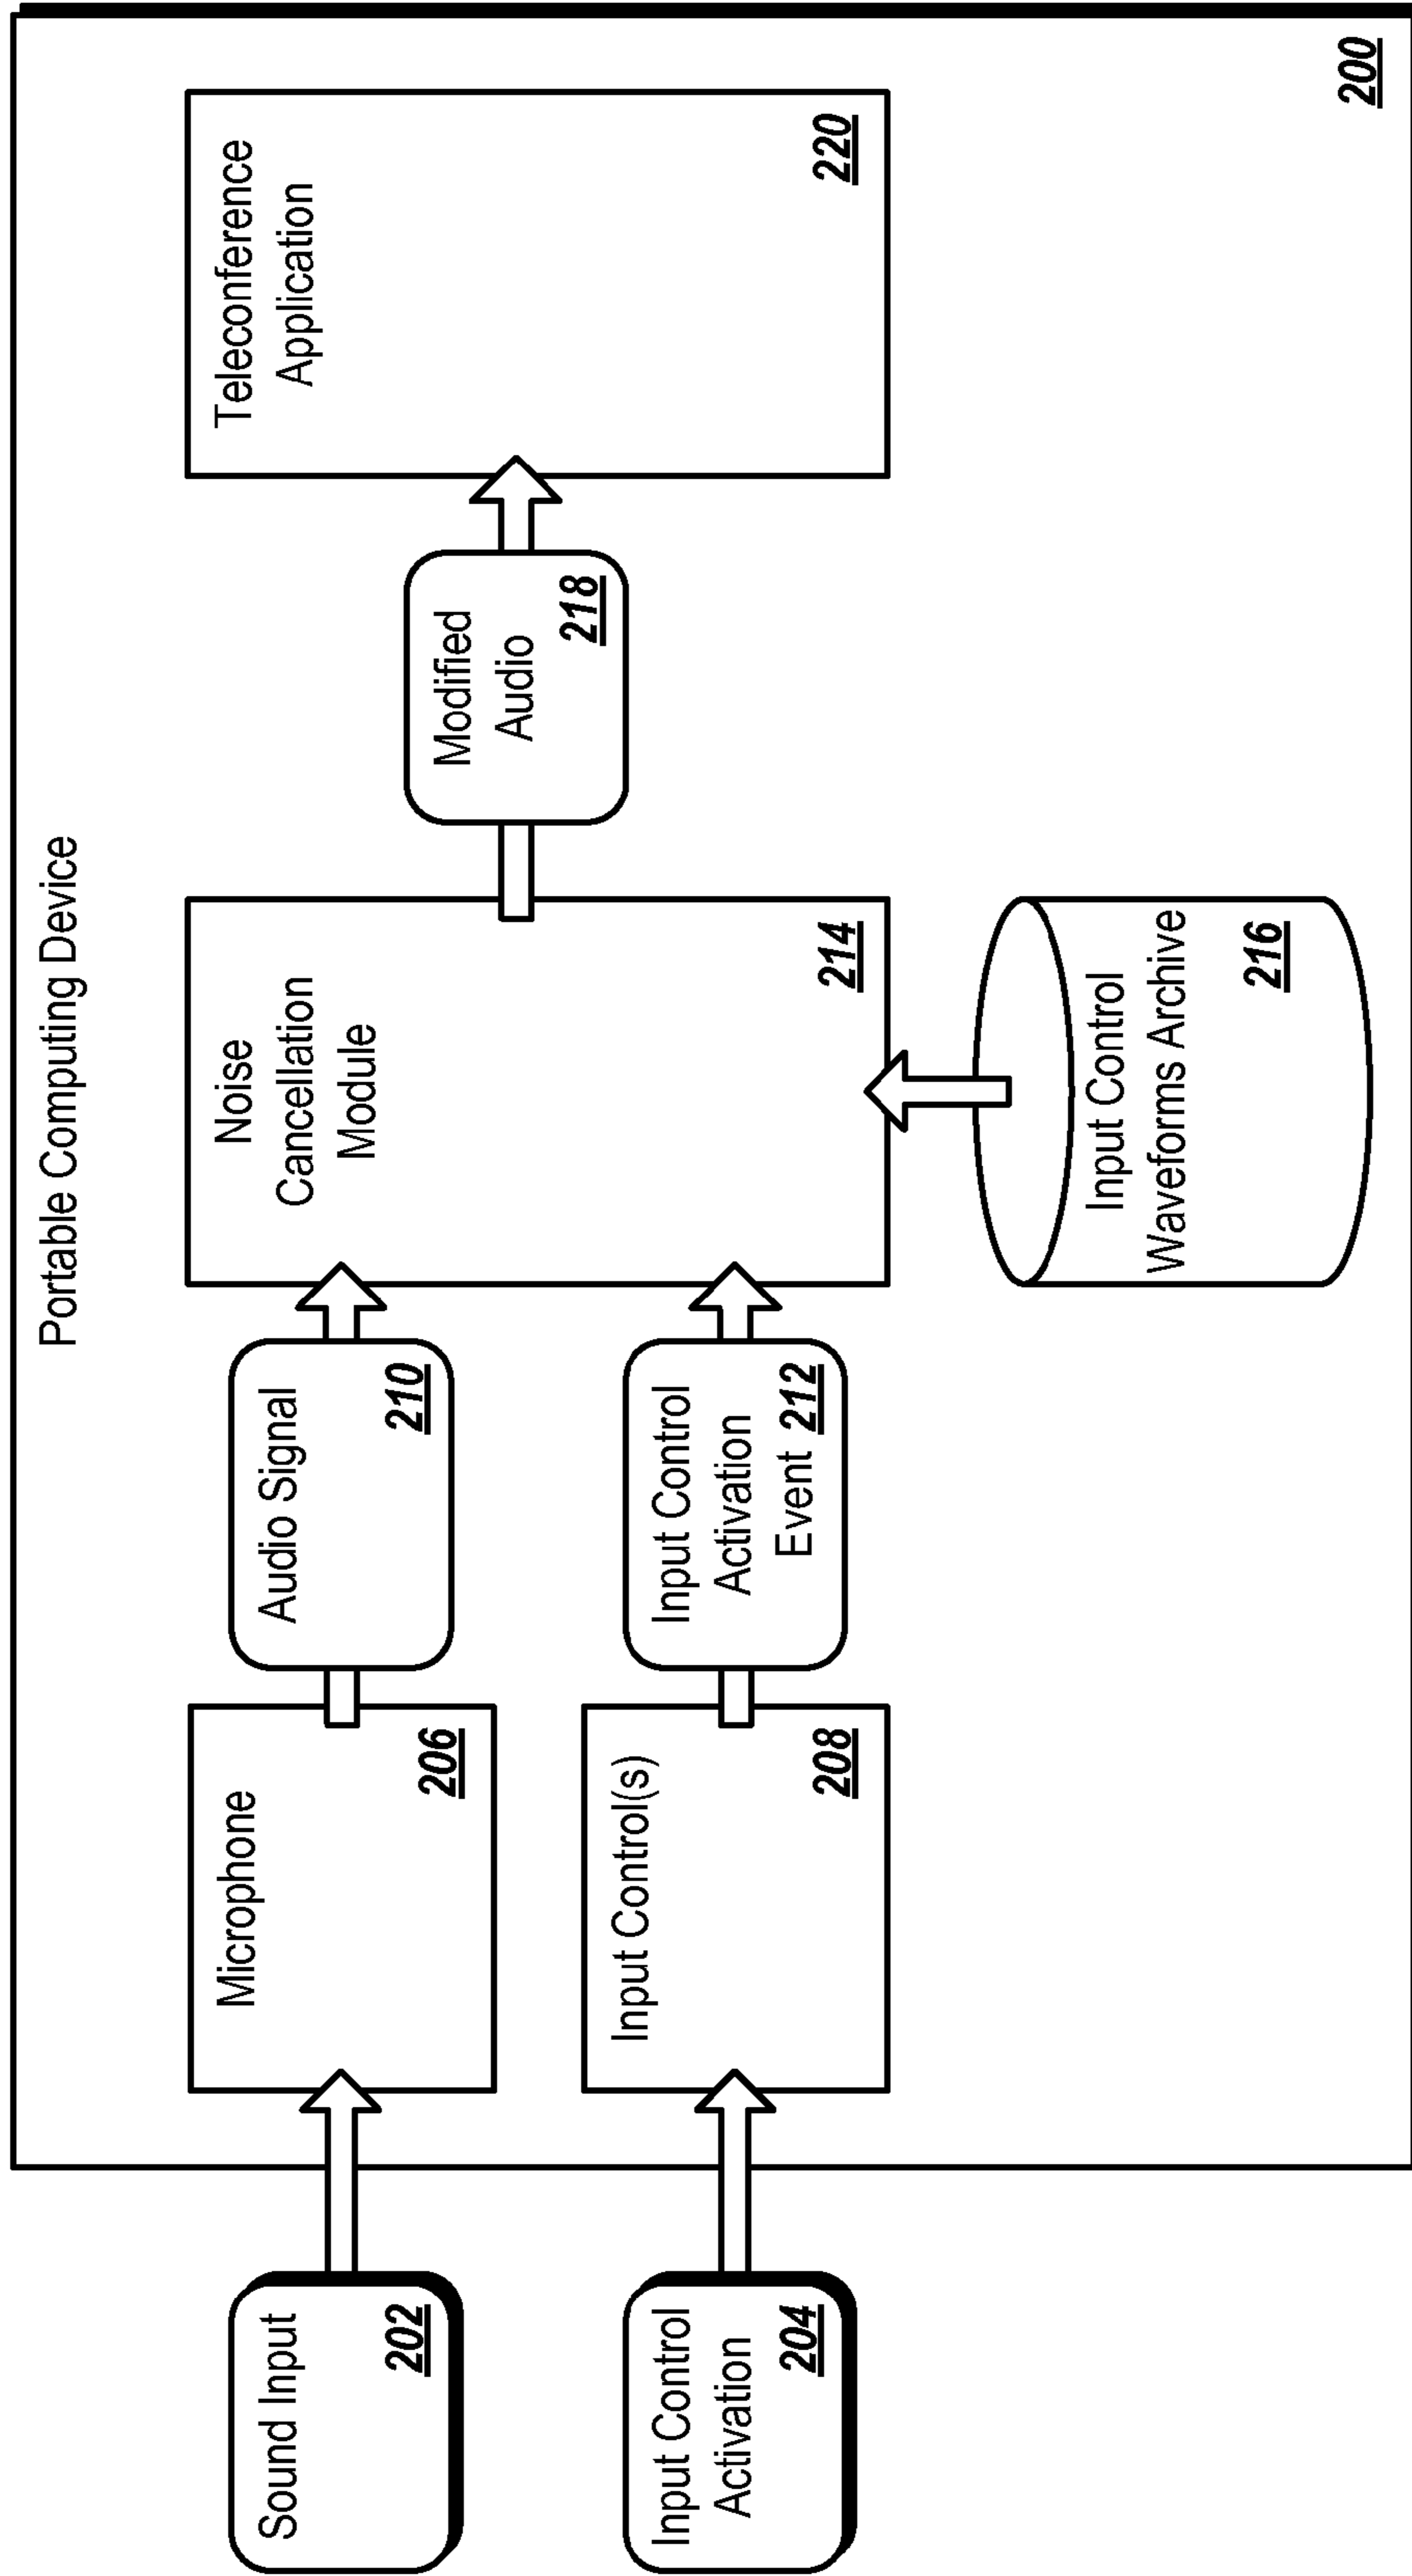 Portable Computing Device
Sound Input
202
Microphone
206
Audio Signal
210
Noise
Cancellation
Module
214
Modified
Audio
218
Teleconference
Application
220
Input Control
Activation
204
Input Control(s)
208
Input Control
Activation
Event 212
Input Control
Waveforms Archive
216
200